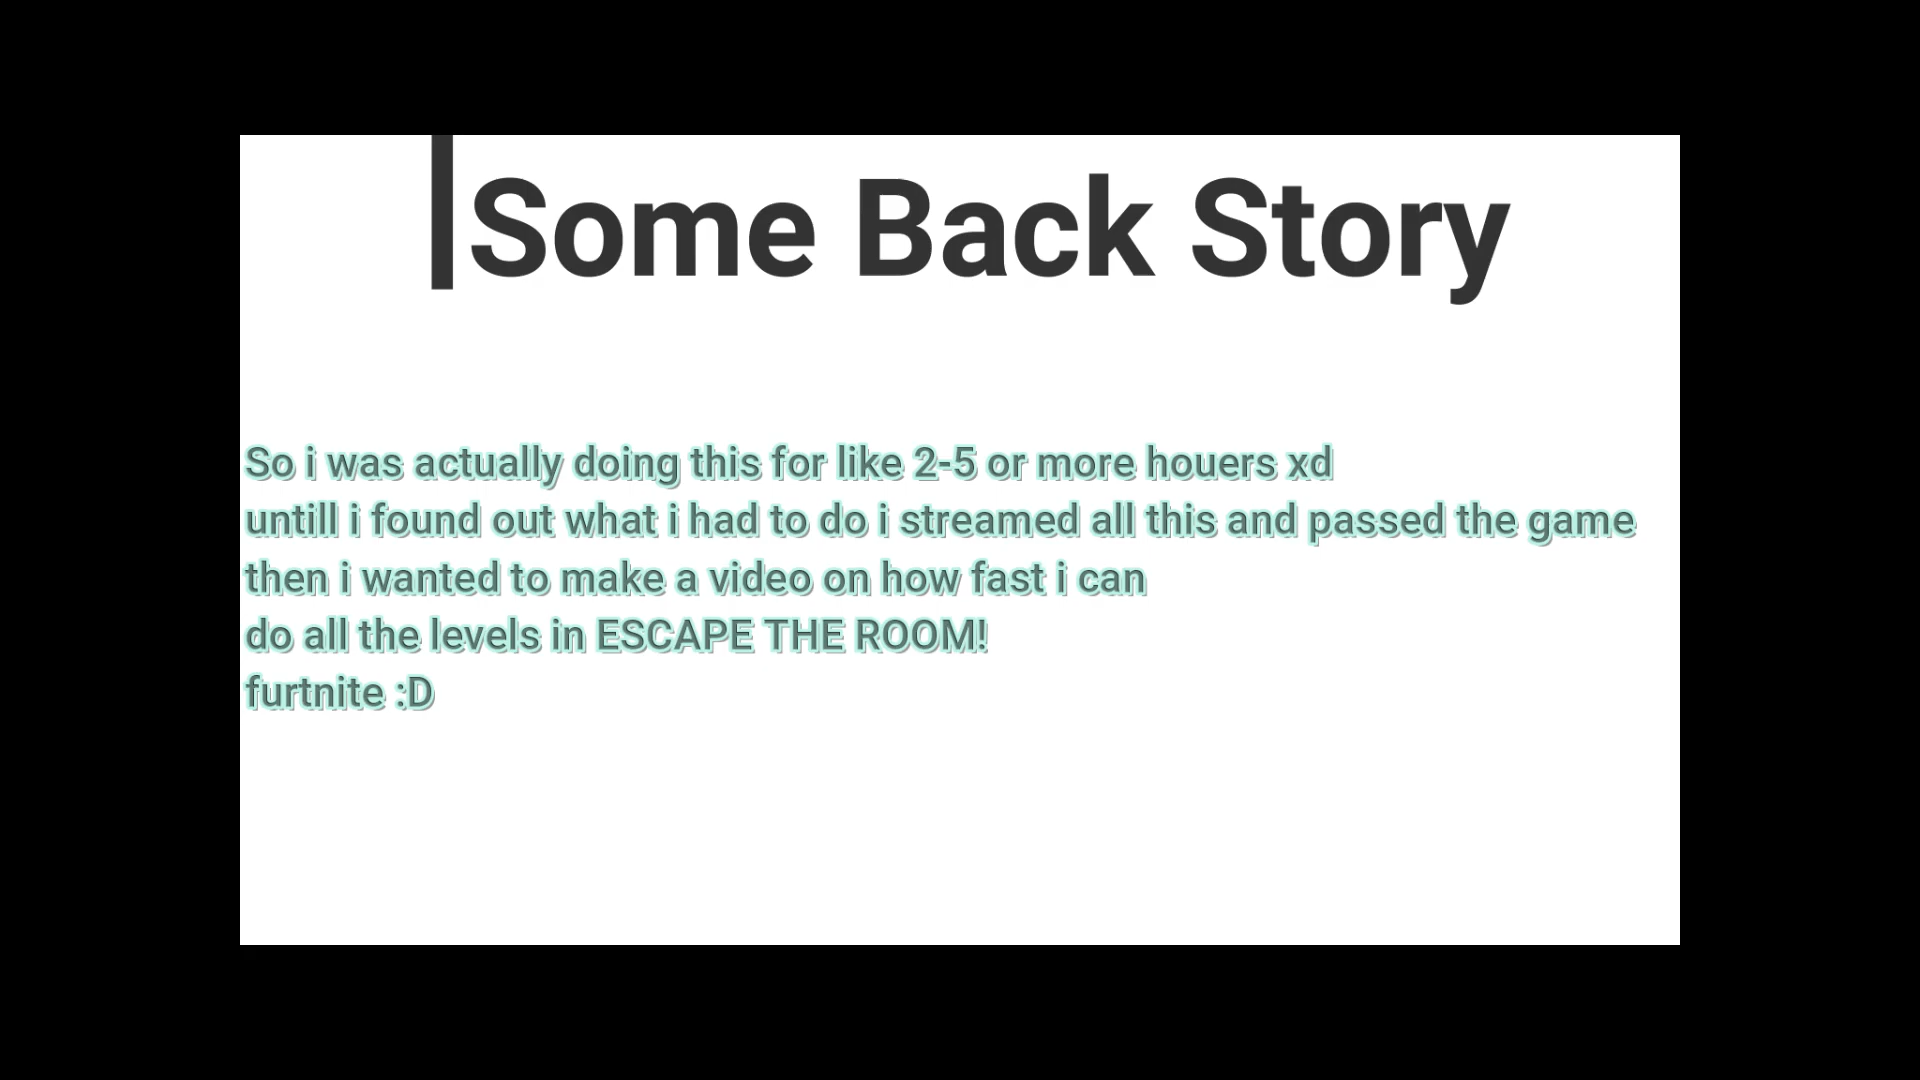 Some Back Story
So i was actually doing this for like 2-5 or more houers xd
untill i found out what i had to do i streamed all this and passed the game
then i wanted to make a video on how fast i can
do all the levels in ESCAPE THE ROOM!
furtnite :D